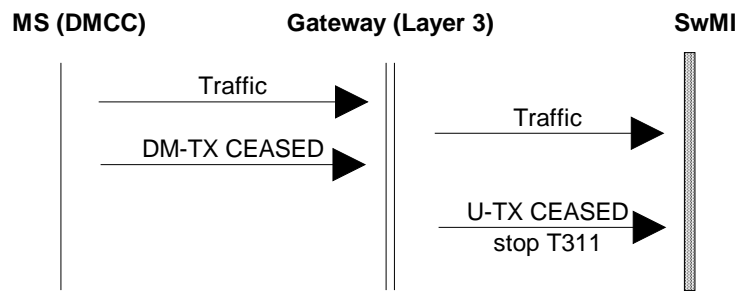 MS (DMCC) Gateway (Layer 3) SwMI
Traffic
Traffic
DM-TX CEASED
U-TX CEASED
stop T311